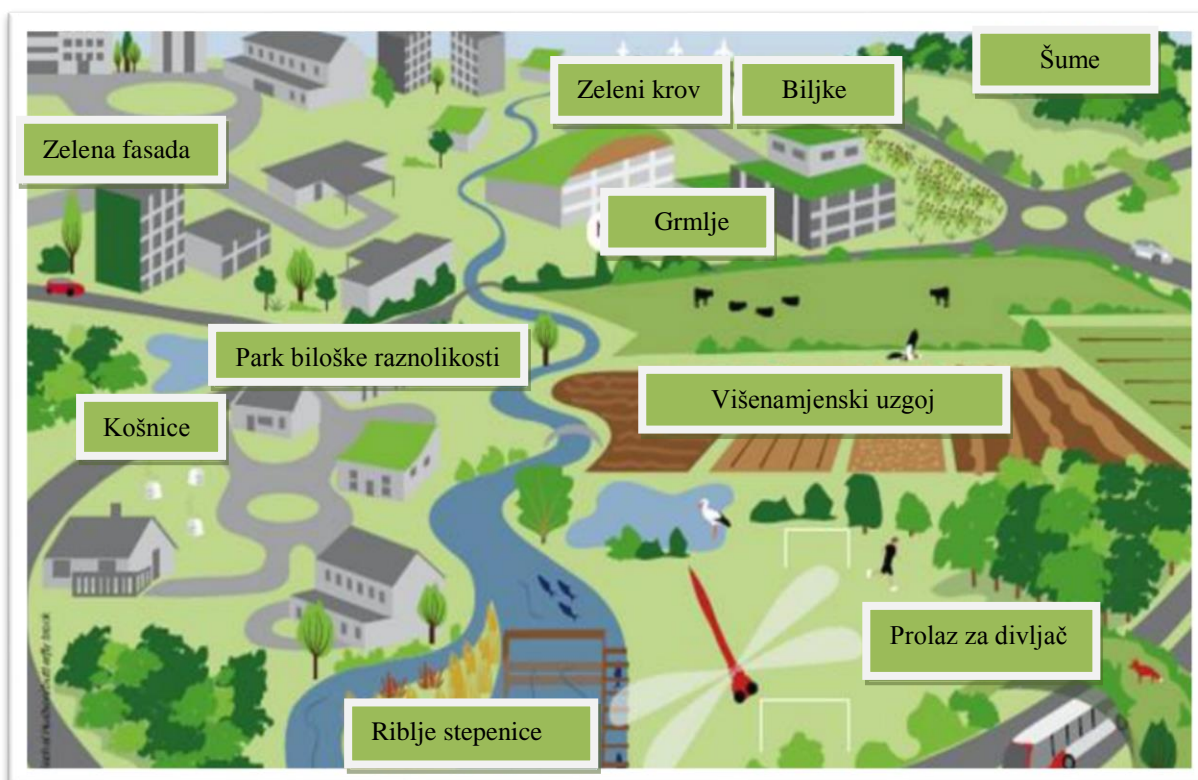 Šume
Zeleni krov
Biljke
Zelena fasada
Grmlje
Park biloške raznolikosti
Višenamjenski uzgoj
Košnice
Prolaz za divljač
Riblje stepenice